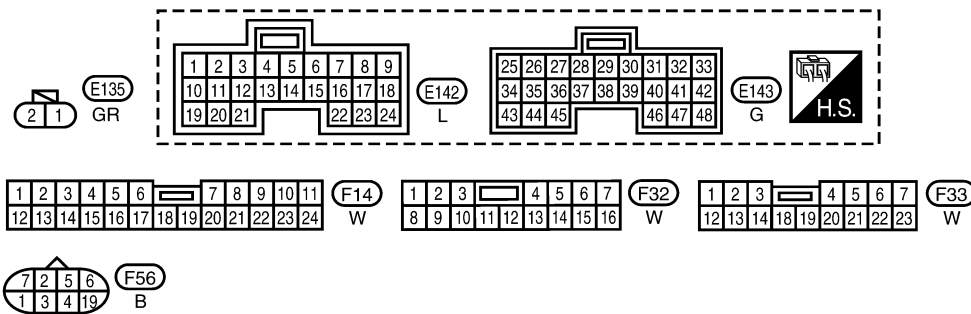 1 2 3 4 5 6 7 8 9
10 11 12 13 14 15 16 17 18
19 20 21 22 23 24
E142
L
25 26 27 28 29 30 31 32 33
34 35 36 37 38 39 40 41 42
43 44 45 46 47 48
E143
G
H.S.
2 1
E135
GR
1 2 3 4 5 6 7 8 9 10 11
12 13 14 15 16 17 18 19 20 21 22 23 24
F14
W
1 2 3 4 5 6 7
8 9 10 11 12 13 14 15 16
F32
W
1 2 3 4 5 6 7
12 13 14 18 19 20 21 22 23
F33
W
7 2 5 6
1 3 4 19
F56
B